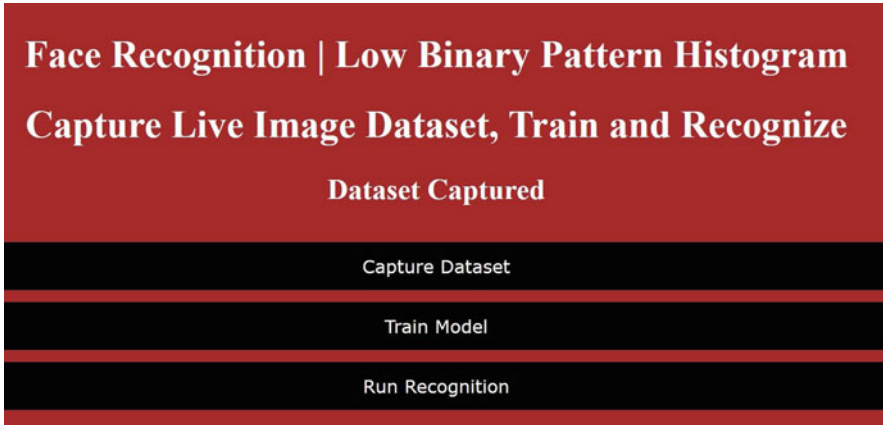 Face Recognition | Low Binary Pattern Histogram
Capture Live Image Dataset, Train and Recognize
Dataset Captured
Capture Dataset
Train Model
Run Recognition